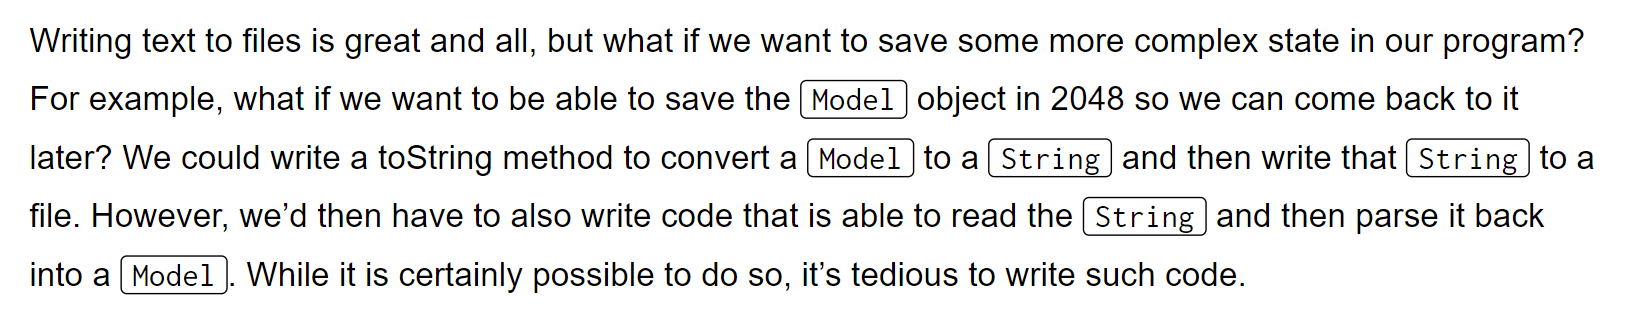 Writing text to files is great and all, but what if we want to save some more complex state in our program?
For example, what if we want to be able to save the Model object in 2048 so we can come back to it
later? We could write a toString method to convert a Model to a String and then write that String to a
file. However, we’d then have to also write code that is able to read the String and then parse it back
into a Model. While it is certainly possible to do so, it’s tedious to write such code.